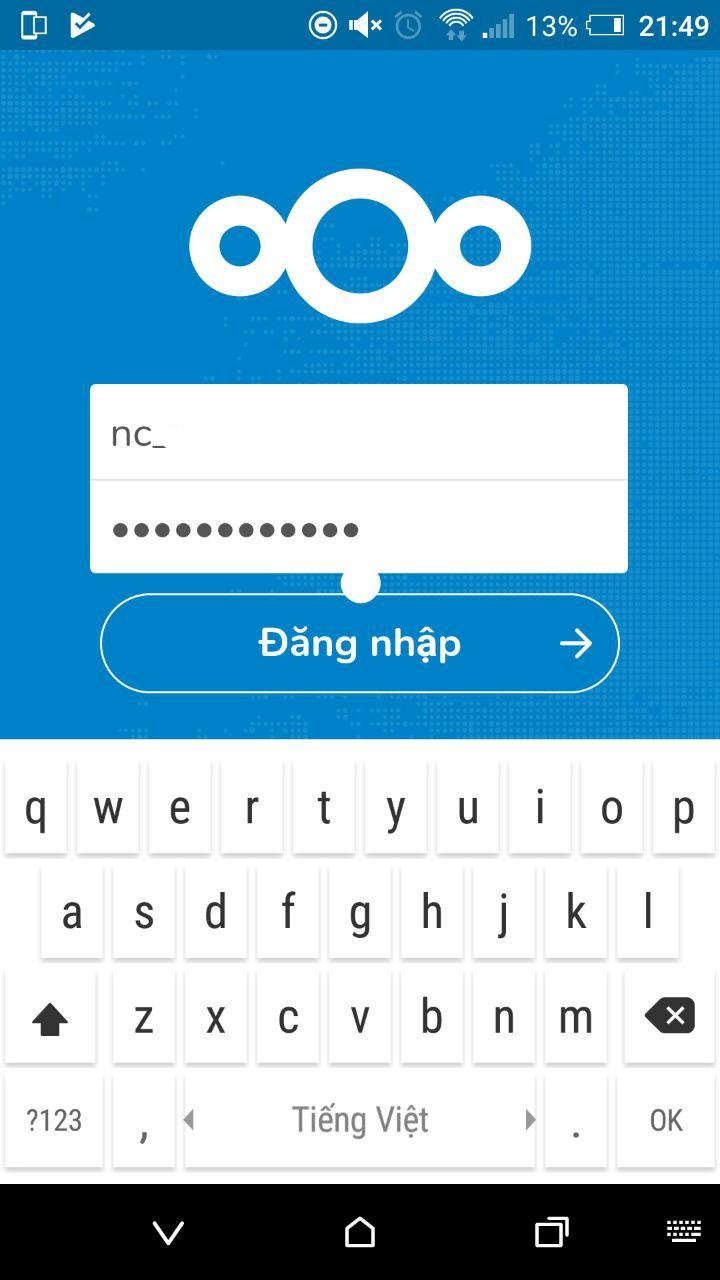 13% 21:49
nc_
●●●●●●●●●●●●
Đăng nhập
q w e r t y u i o p
a s d f g h j k l
z x c v b n m
?123 , Tiếng Việt . OK